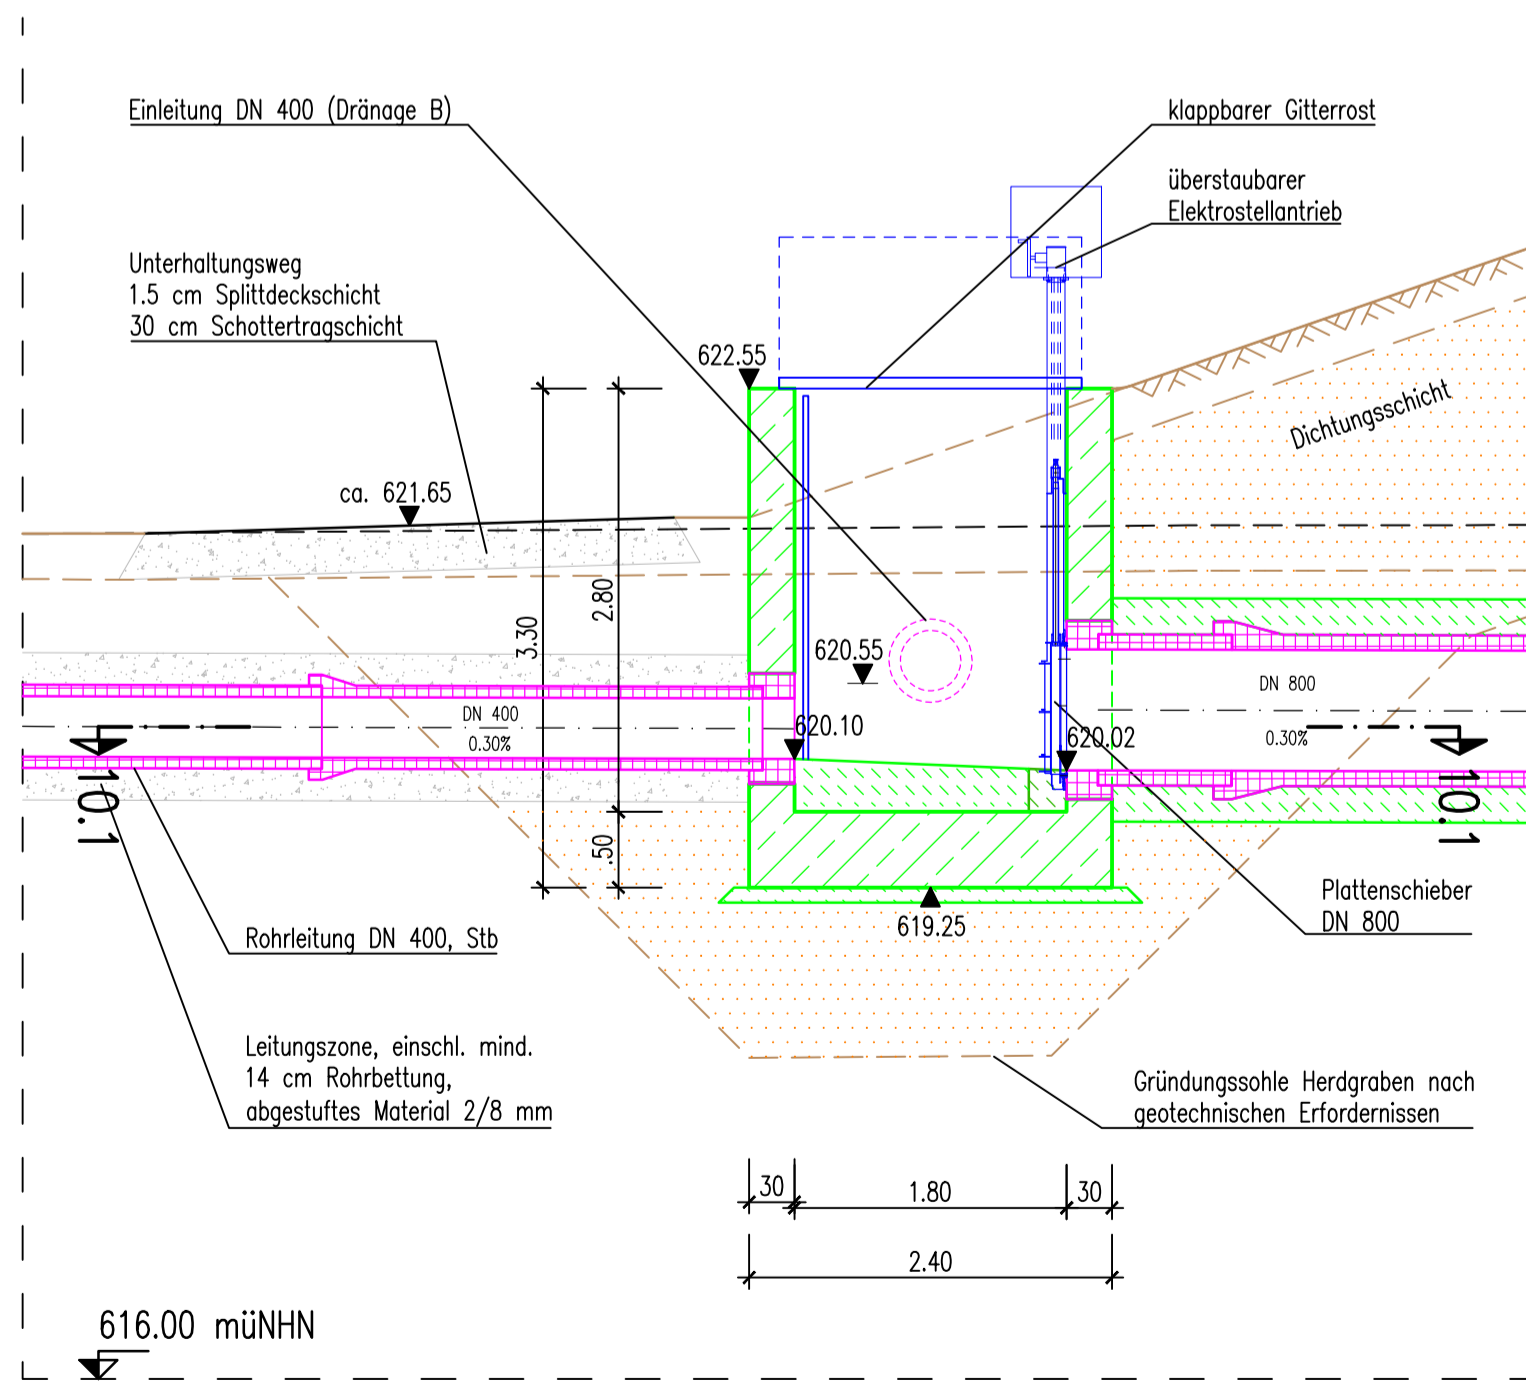 Einleitung DN 400 (Dränage B)
klappbarer Gitterrost
überstaubarer
Elektrostellantrieb
Unterhaltungsweg
1.5 cm Splittdeckschicht
30 cm Schottertragschicht
622.55
Dichtungsschicht
ca. 621.65
2.80
3.30
620.55
DN 400
0.30%
620.10
620.02
DN 800
0.30%
10.1
10.1
.50
619.25
Plattenschieber
DN 800
Rohrleitung DN 400, Stb
Leitungszone, einschl. mind.
14 cm Rohrbettung,
abgestuftes Material 2/8 mm
Gründungssohle Herdgraben nach
geotechnischen Erfordernissen
30
1.80
30
2.40
616.00 müNHN